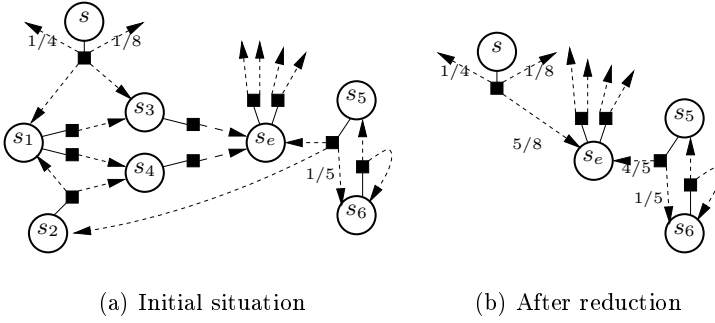 s
1/4 1/8
s3
s1 se s5
s4
1/5
s2 s6
(a) Initial situation
s
1/4 1/8
s5
5/8 se 4/5
1/5
s6
(b) After reduction